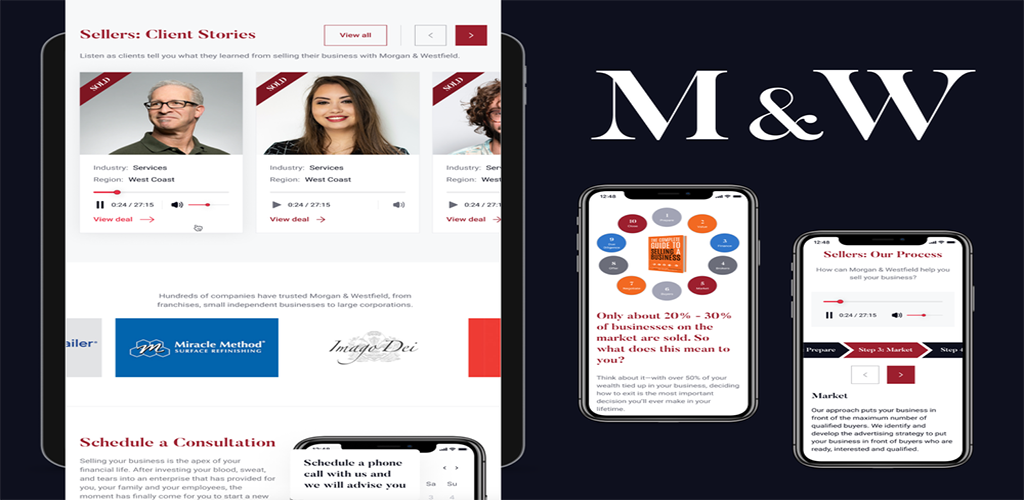 Sellers: Client Stories
View all
Listen as clients tell you what they learned from selling their business with Morgan & Westfield.
SOLD
SOLD
SOLD
Industry: Services
Region: West Coast
0:24 / 27:15
View deal
Industry: Services
Region: West Coast
0:24 / 27:15
View deal
Industry: Services
Region: West Coast
0:24 / 27:15
View deal
Hundreds of companies have trusted Morgan & Westfield, from
franchises, small independent businesses to large corporations.
ailer®
Miracle Method®
SURFACE REFINISHING
Imago Dei
Schedule a Consultation
Selling your business is the apex of your
financial life. After investing your blood, sweat,
and tears into an enterprise that has provided for
you, your family and your employees, the
moment has finally come for you to start a new
Schedule a phone
call with us and
we will advise you
Sa Su
M & W
12:48
1
2
3
4
5
6
7
8
9
10
THE COMPLETE
GUIDE TO
SELLING A
BUSINESS
Only about 20% - 30%
of businesses on the
market are sold. So
what does this mean to
you?
Think about it—with over 50% of your
wealth tied up in your business, deciding
how to exit is the most important
decision you'll ever make in your
lifetime.
12:48
Sellers: Our Process
How can Morgan & Westfield help you
sell your business?
0:24 / 27:15
Prepare
Step 3: Market
Step 4
Market
Our approach puts your business in
front of the maximum number of
qualified buyers. We identify and
develop the advertising strategy to put
your business in front of buyers who are
ready, interested and qualified.